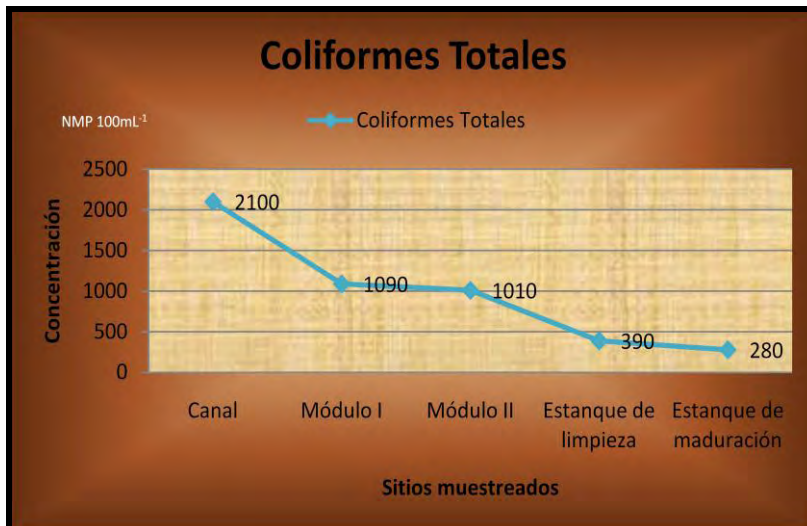 Coliformes Totales
NMP 100mL⁻¹
Coliformes Totales
Concentración
2500
2000
1500
1000
500
0
2100
1090
1010
390
280
Canal
Módulo I
Módulo II
Estanque de
limpieza
Estanque de
maduración
Sitios muestreados